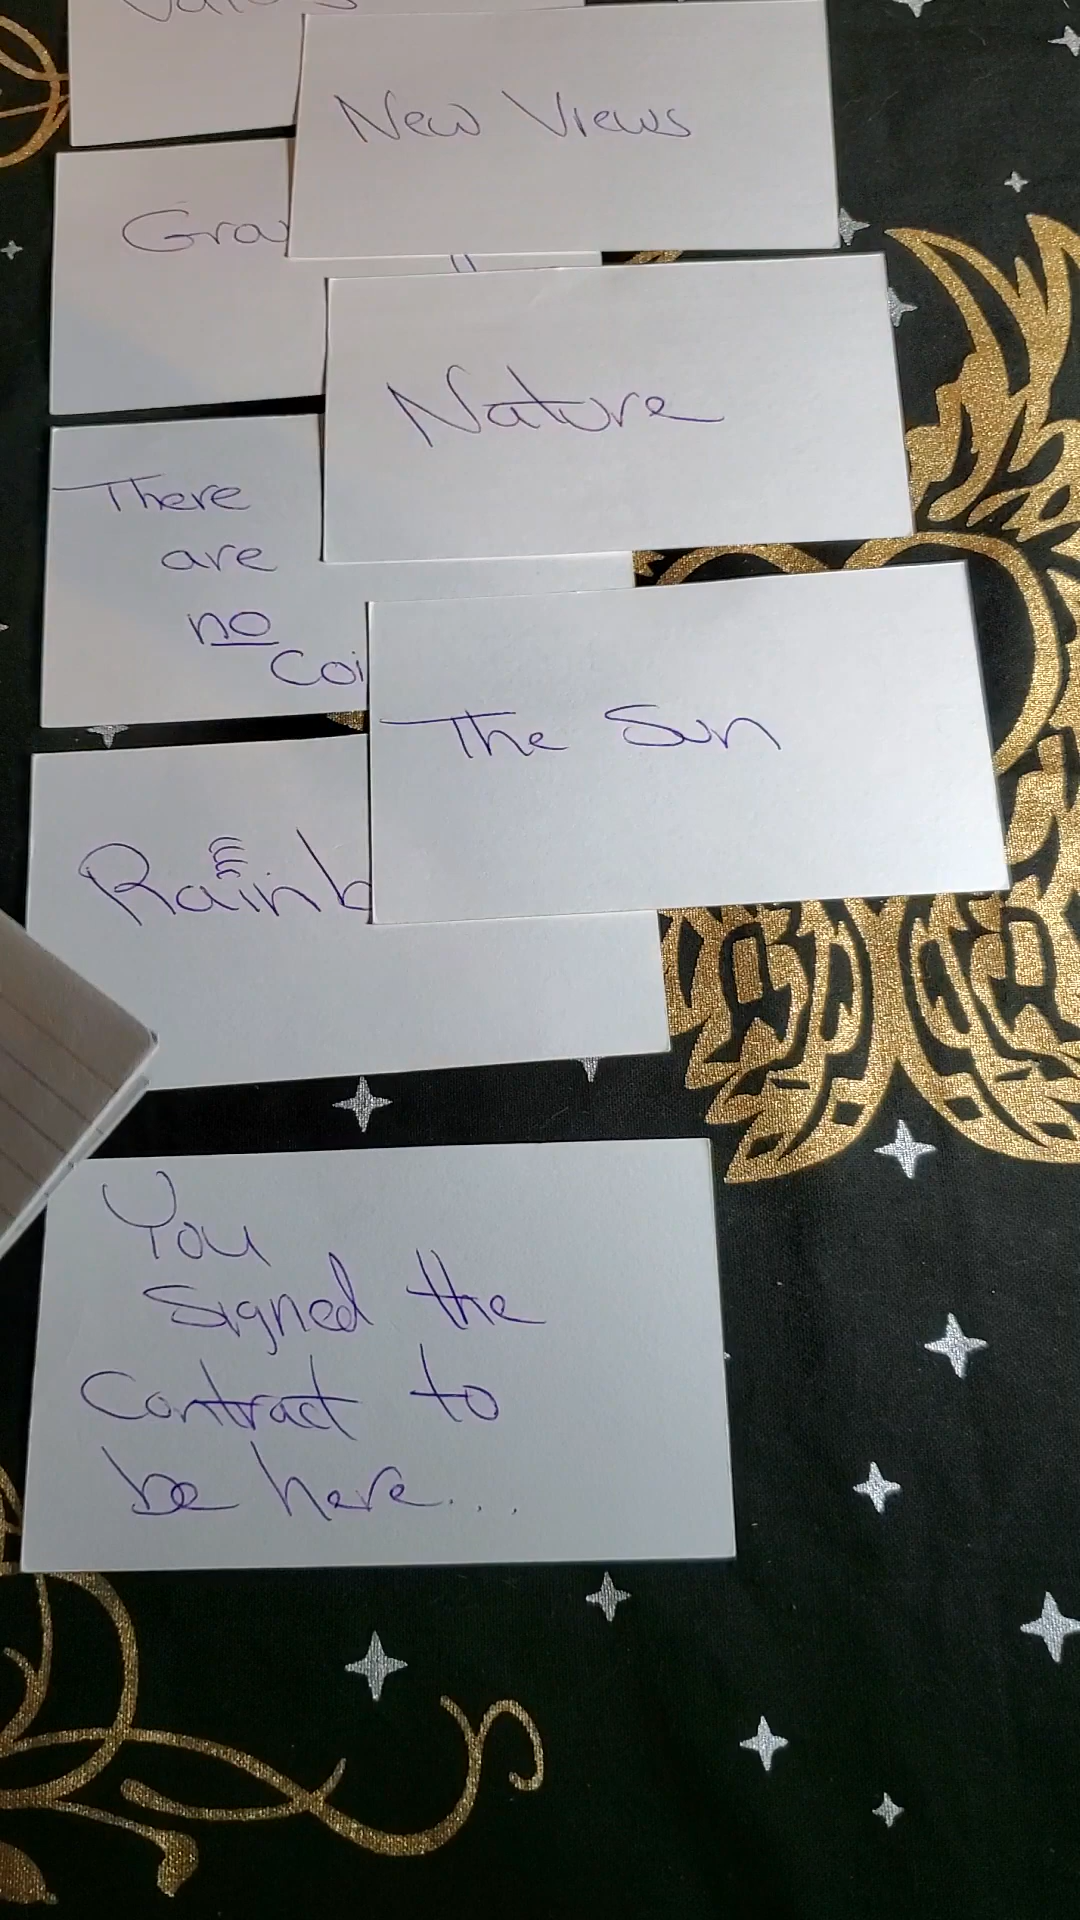 New Views
Nature
There
are
no
The Sun
You
Signed the
Contract to
be here...